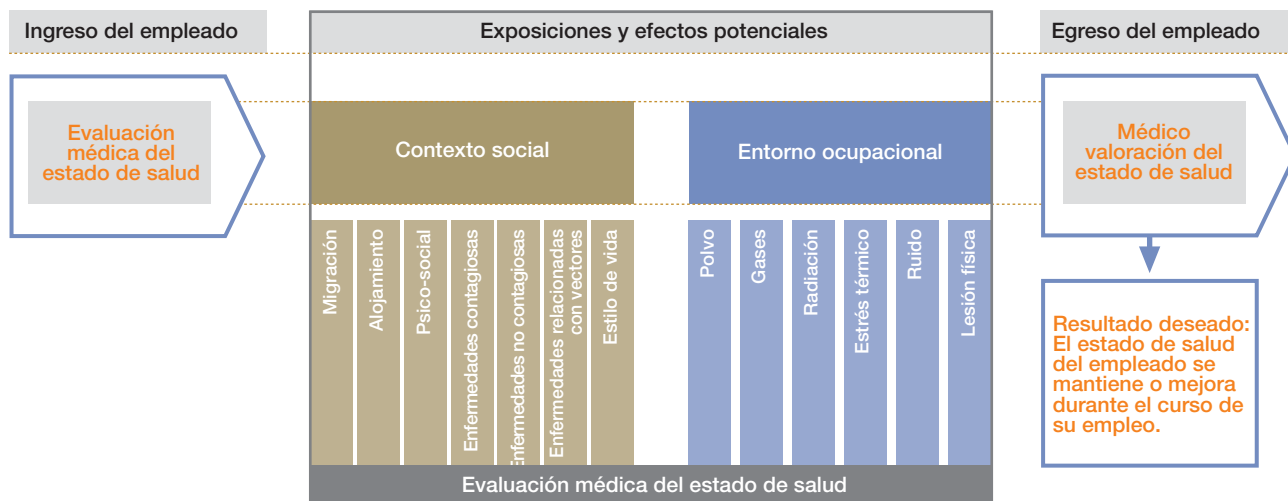 Ingreso del empleado
Exposiciones y efectos potenciales
Egreso del empleado
Evaluación
médica del
estado de salud
Contexto social
Entorno ocupacional
Médico
valoración del
estado de salud
Migración
Alojamiento
Psico-social
Enfermedades contagiosas
Enfermedades no contagiosas
Enfermedades relacionadas
con vectores
Estilo de vida
Polvo
Gases
Radiación
Estrés térmico
Ruido
Lesión física
Resultado deseado:
El estado de salud
del empleado se
mantiene o mejora
durante el curso de
su empleo.
Evaluación médica del estado de salud